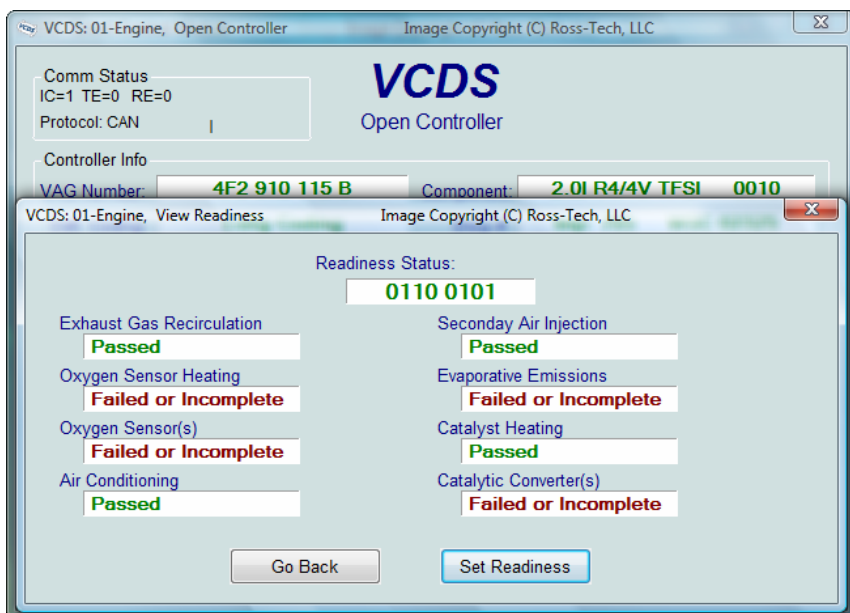 VCDS: 01-Engine, Open Controller Image Copyright (C) Ross-Tech, LLC
Comm Status
IC=1 TE=0 RE=0
Protocol: CAN |
VCDS
Open Controller
Controller Info
VAG Number: 4F2 910 115 B Component: 2.0l R4/4V TFSI 0010
VCDS: 01-Engine, View Readiness Image Copyright (C) Ross-Tech, LLC
Readiness Status:
0110 0101
Exhaust Gas Recirculation Seconday Air Injection
Passed Passed
Oxygen Sensor Heating Evaporative Emissions
Failed or Incomplete Failed or Incomplete
Oxygen Sensor(s) Catalyst Heating
Failed or Incomplete Passed
Air Conditioning Catalytic Converter(s)
Passed Failed or Incomplete
Go Back Set Readiness